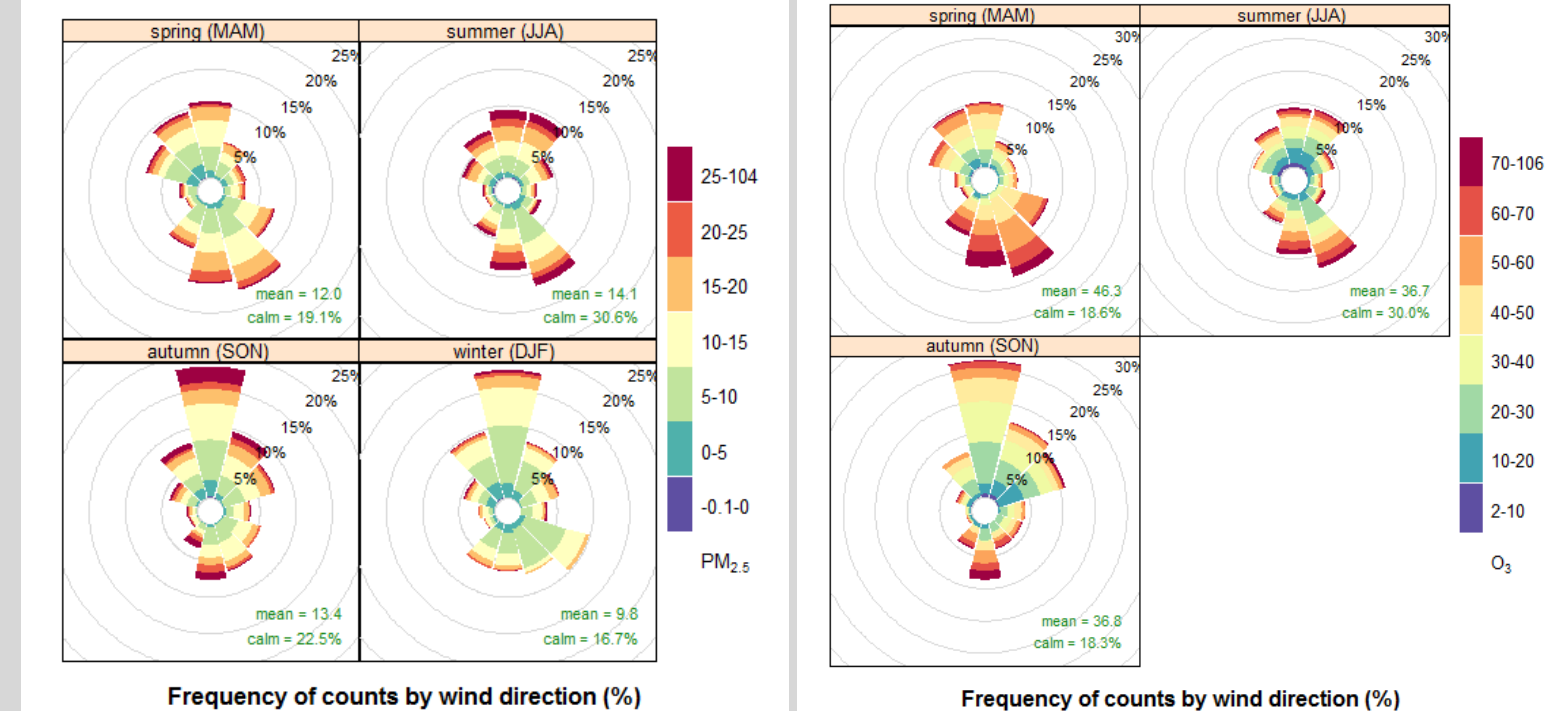 spring (MAM)
summer (JJA)
25%
20%
15%
10%
5%
mean = 12.0
calm = 19.1%
25%
20%
15%
10%
5%
mean = 14.1
calm = 30.6%
autumn (SON)
winter (DJF)
25%
20%
15%
10%
5%
mean = 13.4
calm = 22.5%
25%
20%
15%
10%
5%
mean = 9.8
calm = 16.7%
25-104
20-25
15-20
10-15
5-10
0-5
-0.1-0
PM2.5
Frequency of counts by wind direction (%)
spring (MAM)
summer (JJA)
30%
25%
20%
15%
10%
5%
mean = 46.3
calm = 18.6%
30%
25%
20%
15%
10%
5%
mean = 36.7
calm = 30.0%
autumn (SON)
30%
25%
20%
15%
10%
5%
mean = 36.8
calm = 18.3%
70-106
60-70
50-60
40-50
30-40
20-30
10-20
2-10
O3
Frequency of counts by wind direction (%)